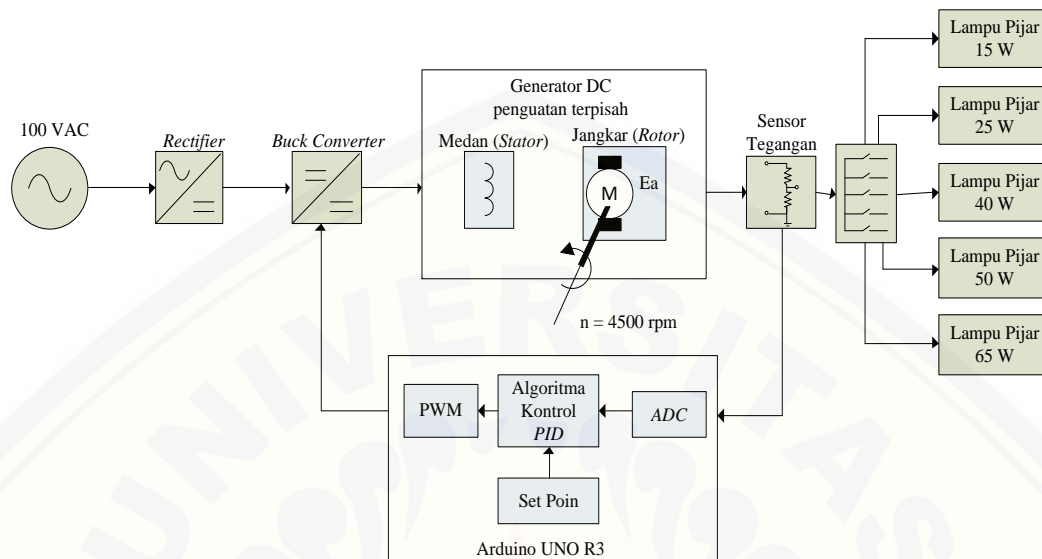 100 VAC
Rectifier
Buck Converter
Generator DC
penguatan terpisah
Medan (Stator)
Jangkar (Rotor)
Ea
M
n = 4500 rpm
Sensor
Tegangan
Lampu Pijar
15 W
Lampu Pijar
25 W
Lampu Pijar
40 W
Lampu Pijar
50 W
Lampu Pijar
65 W
PWM
Algoritma
Kontrol
PID
ADC
Set Poin
Arduino UNO R3
UNIVERSITAS